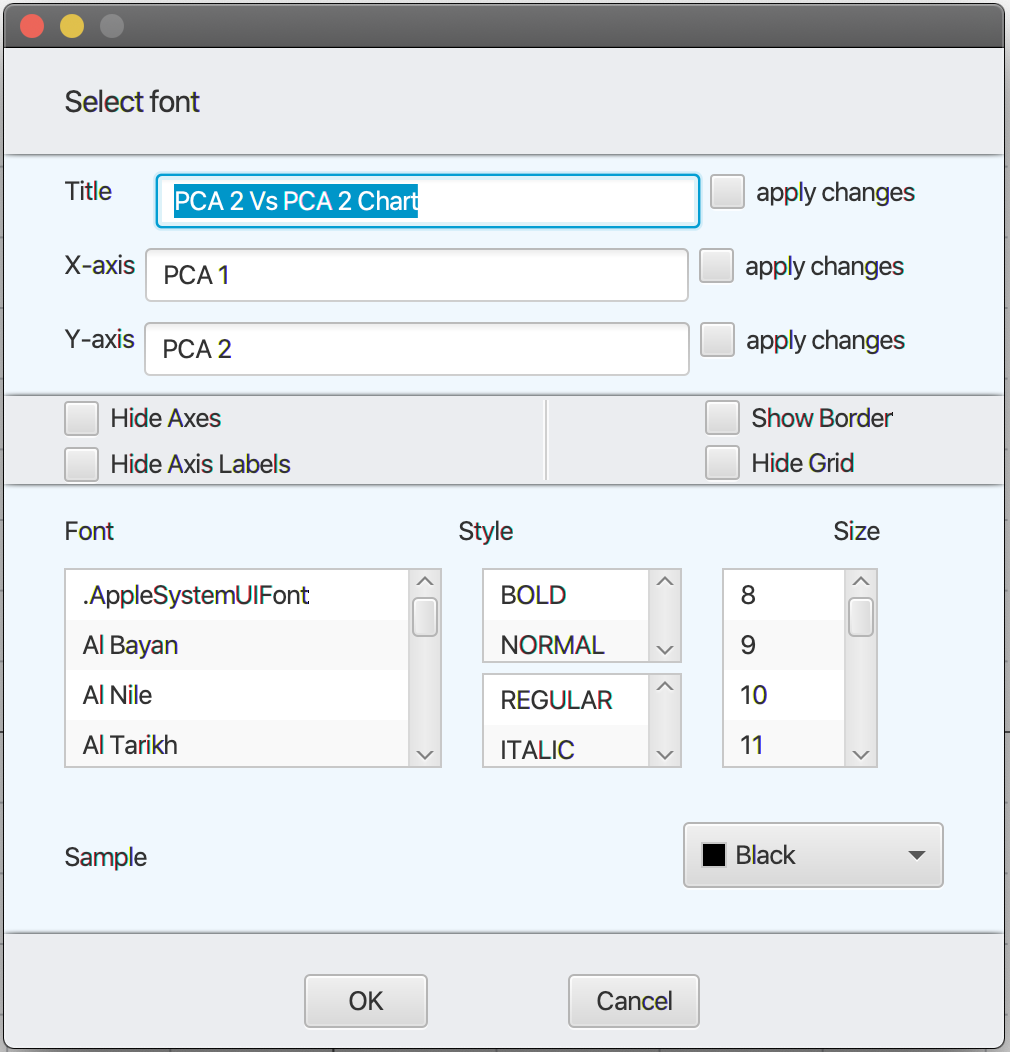 Select font
Title PCA 2 Vs PCA 2 Chart apply changes
X-axis PCA 1 apply changes
Y-axis PCA 2 apply changes
Hide Axes Show Border
Hide Axis Labels Hide Grid
Font Style Size
.AppleSystemUIFont BOLD 8
Al Bayan NORMAL 9
Al Nile REGULAR 10
Al Tarikh ITALIC 11
Sample Black
OK Cancel